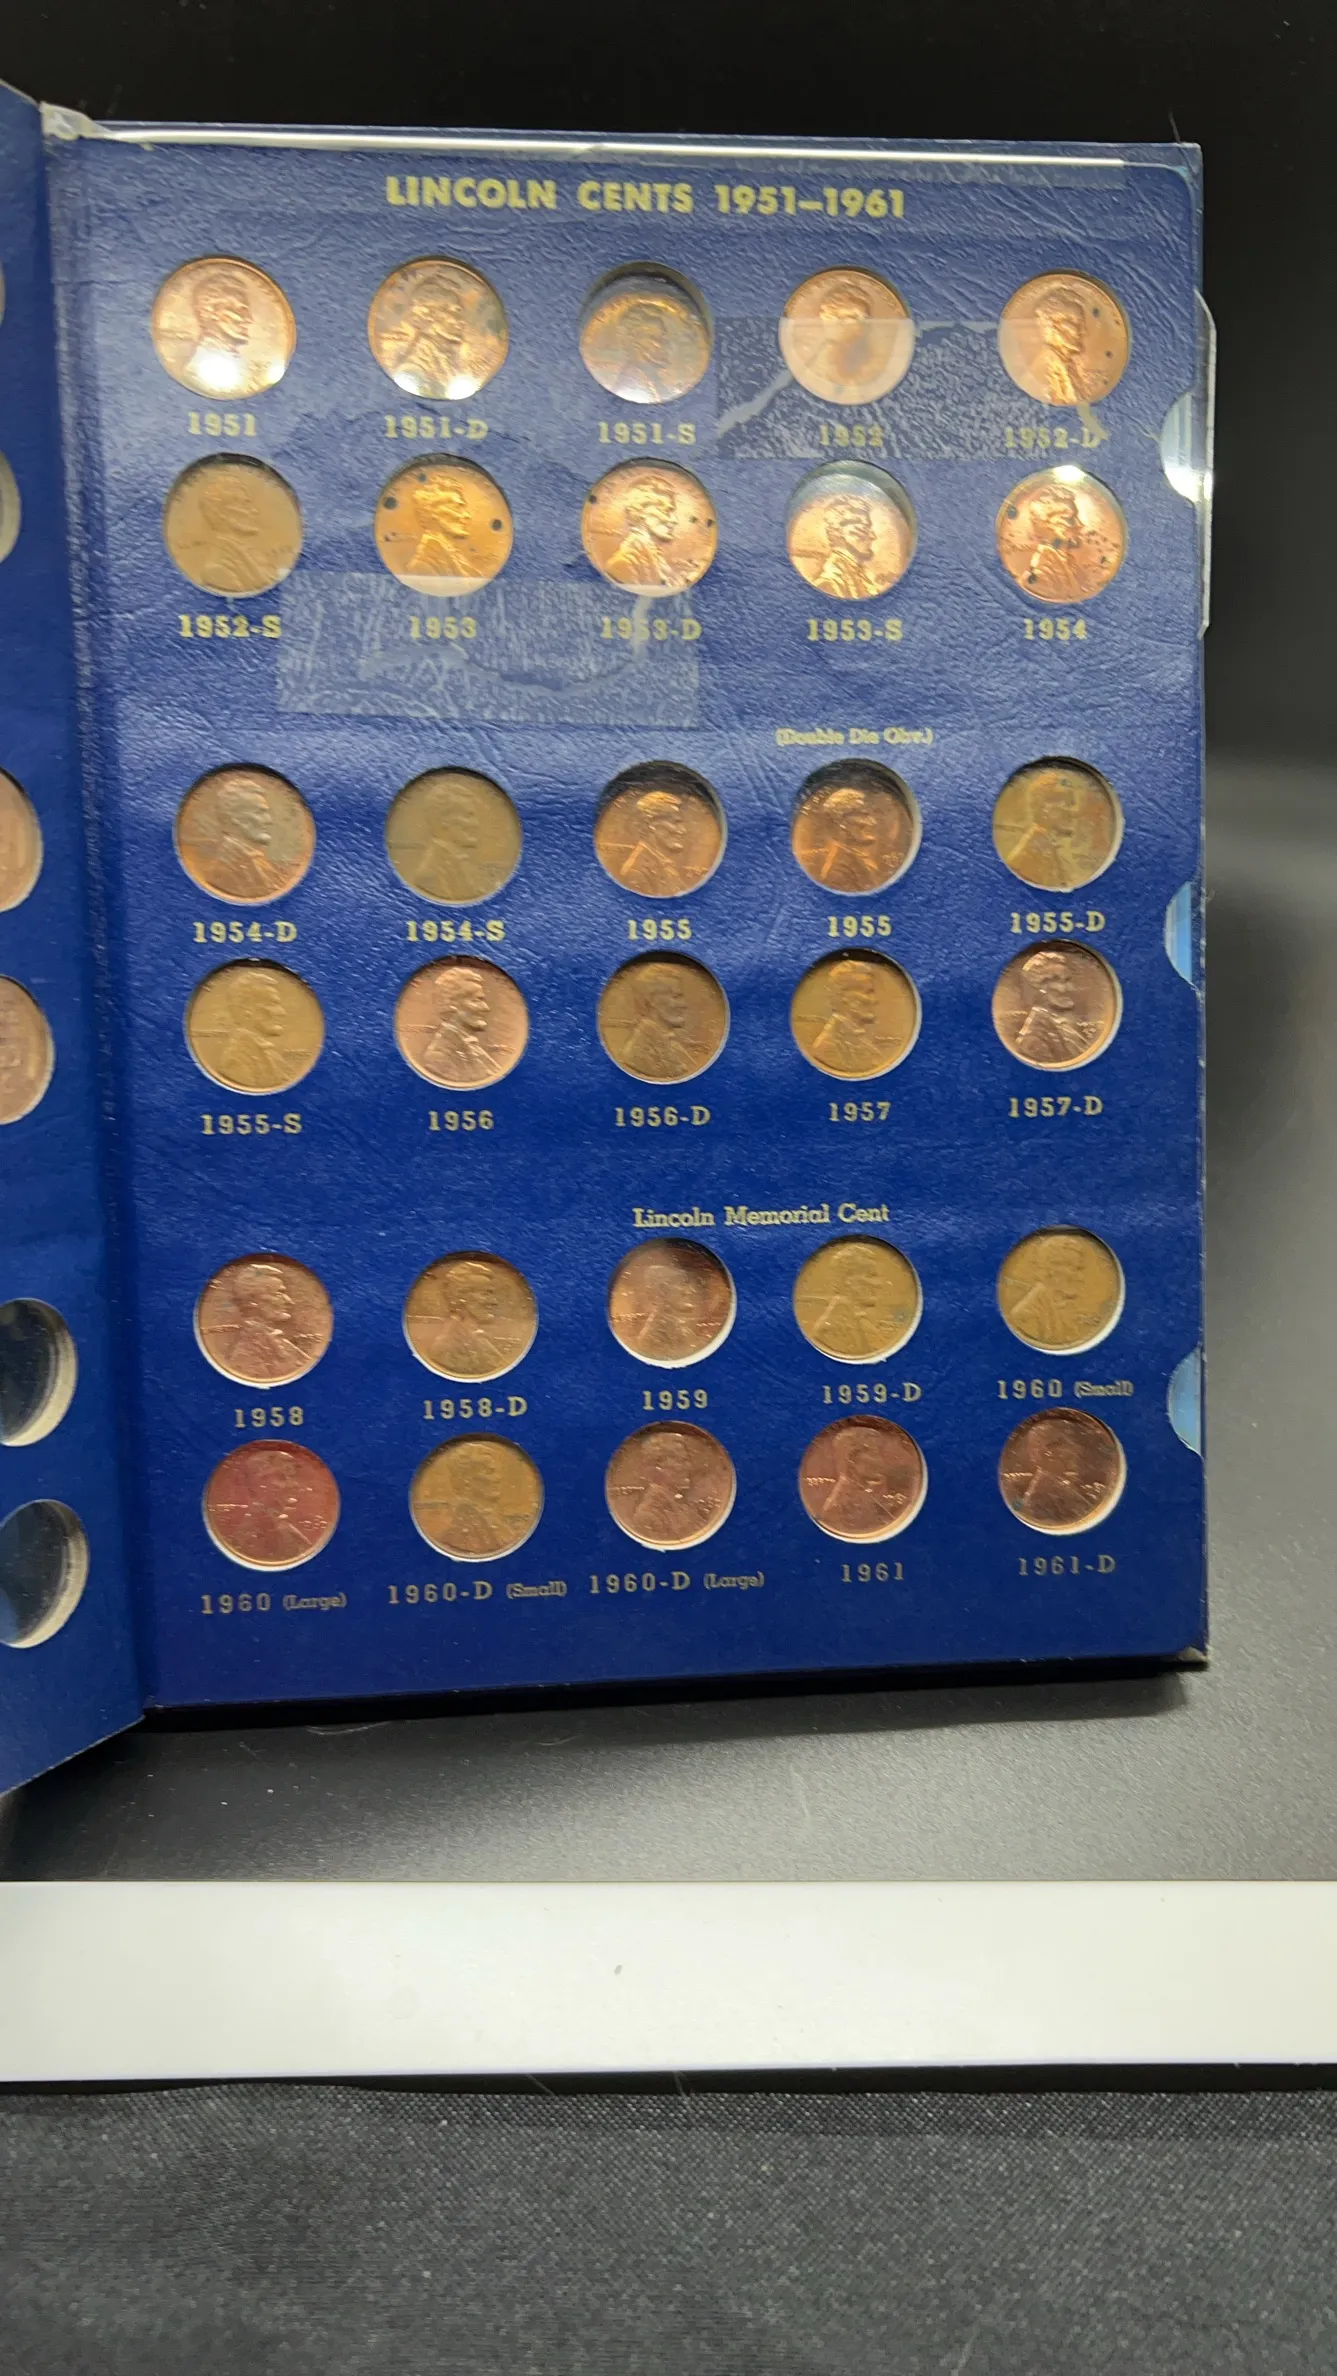 LINCOLN CENTS 1951–1961
1951 1951-D 1951-S 1952 1952-D
1952-S 1953 1953-D 1953-S 1954
(Double Die Obv.)
1954-D 1954-S 1955 1955 1955-D
1955-S 1956 1956-D 1957 1957-D
Lincoln Memorial Cent
1958 1958-D 1959 1959-D 1960 (Small)
1960 (Large) 1960-D (Small) 1960-D (Large) 1961 1961-D